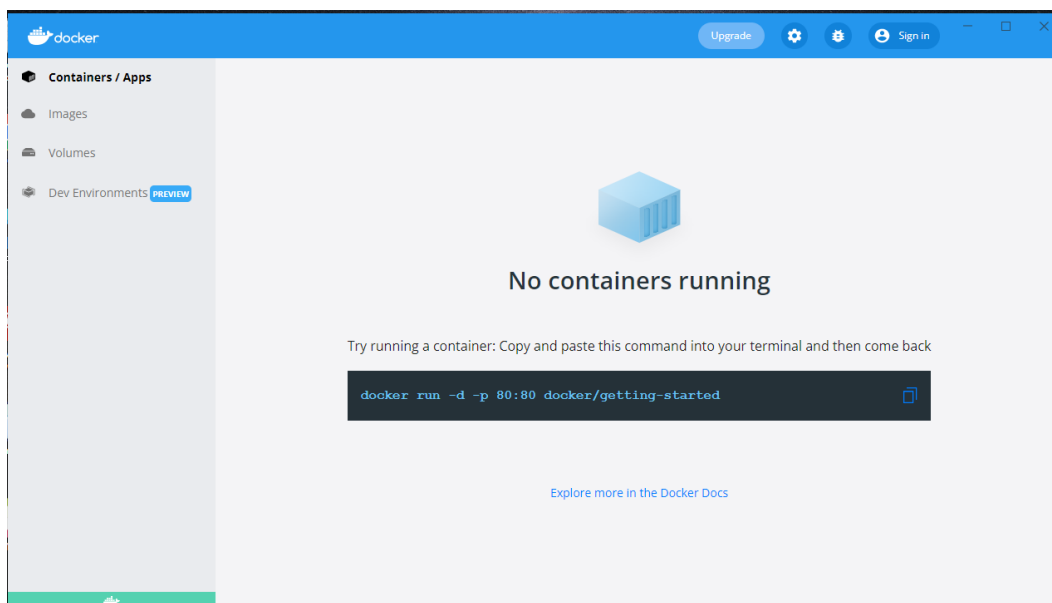 docker
Upgrade
Sign in
Containers / Apps
Images
Volumes
Dev Environments PREVIEW
No containers running
Try running a container: Copy and paste this command into your terminal and then come back
docker run -d -p 80:80 docker/getting-started
Explore more in the Docker Docs